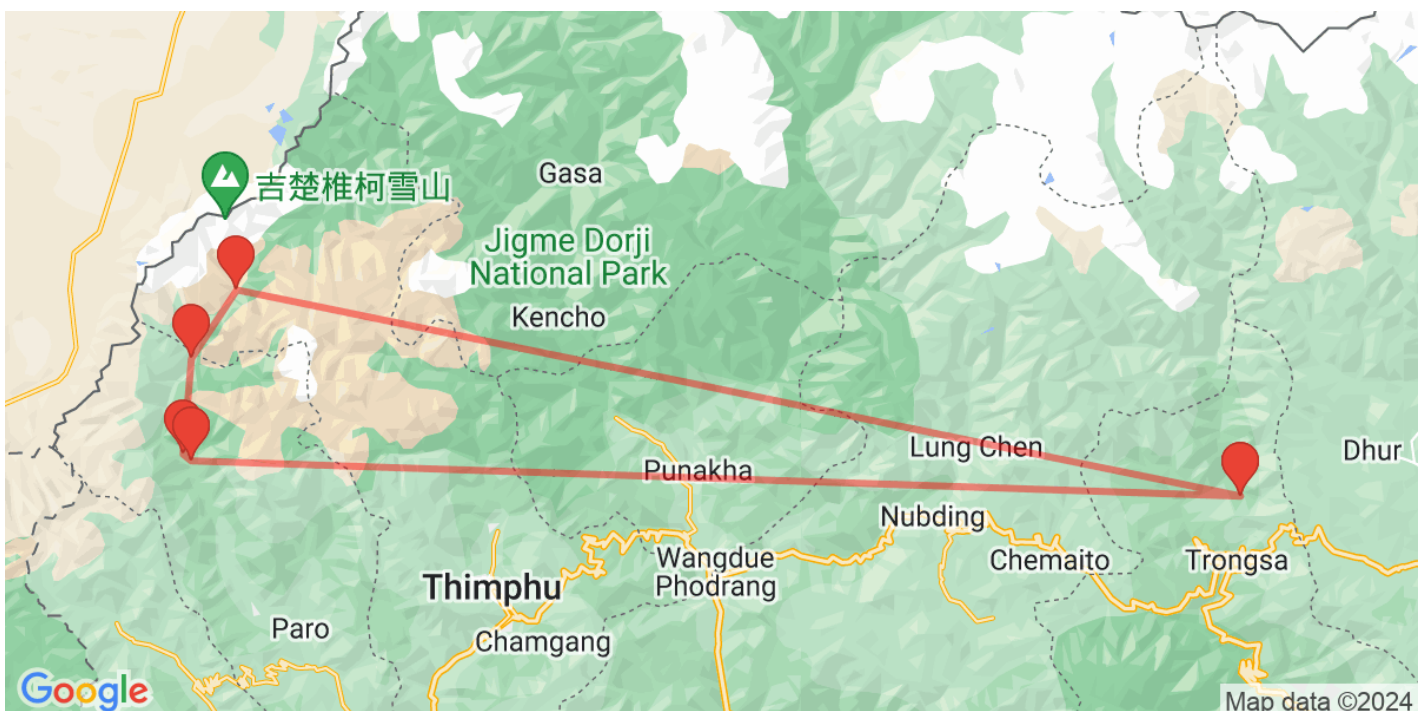 Gasa
吉楚椎柯雪山
Jigme Dorji
National Park
Kencho
Lung Chen
Dhur
Punakha
Nubding
Wangdue
Phodrang
Chemaito
Trongsa
Thimphu
Paro
Chamgang
Google
Map data ©2024